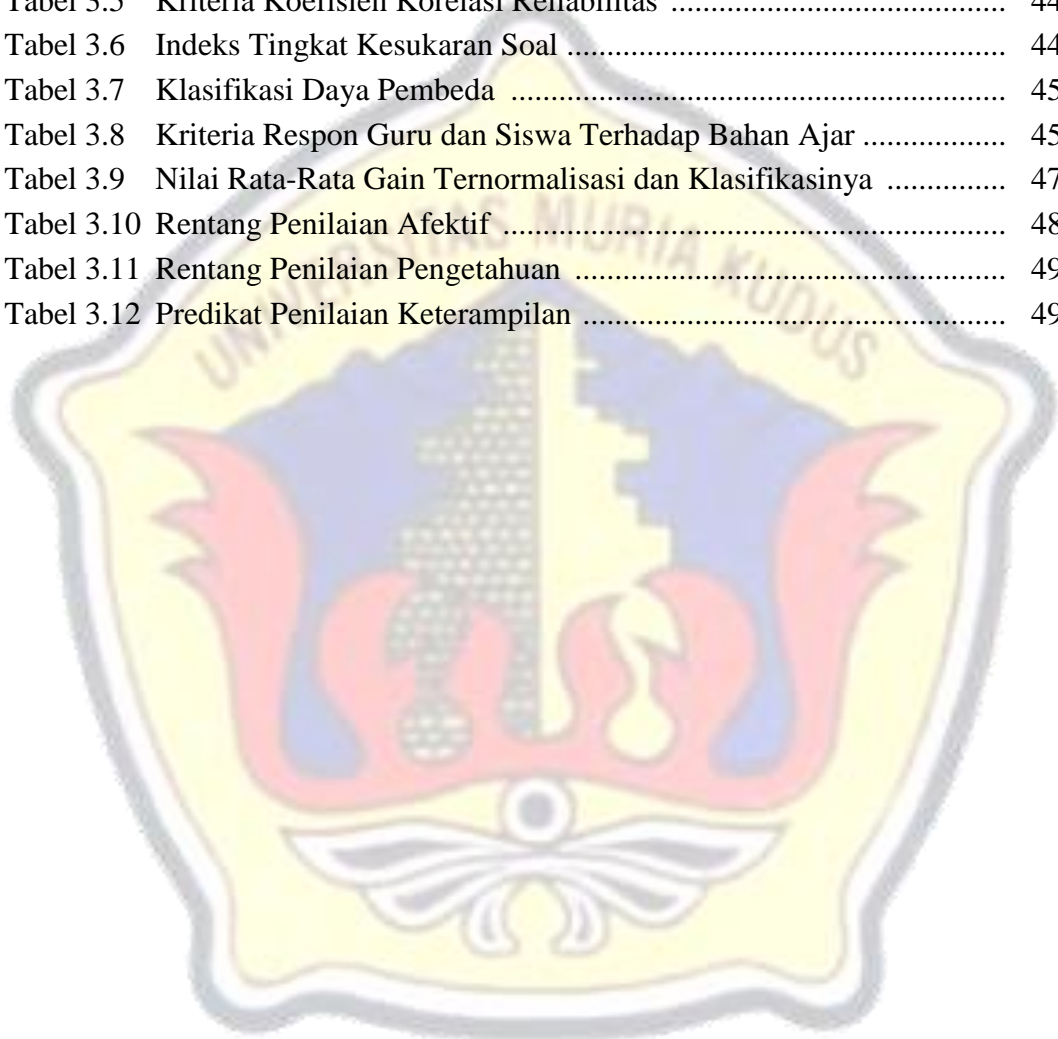 Tabel 3.5 Kriteria Koefisien Korelasi Reliabilitas ........................................................ 44
Tabel 3.6 Indeks Tingkat Kesukaran Soal ........................................................................ 44
Tabel 3.7 Klasifikasi Daya Pembeda ................................................................................ 45
Tabel 3.8 Kriteria Respon Guru dan Siswa Terhadap Bahan Ajar ........................ 45
Tabel 3.9 Nilai Rata-Rata Gain Ternormalisasi dan Klasifikasinya .................... 47
Tabel 3.10 Rentang Penilaian Afektif .................................................................................. 48
Tabel 3.11 Rentang Penilaian Pengetahuan ...................................................................... 49
Tabel 3.12 Predikat Penilaian Keterampilan .................................................................... 49
UNIVERSITAS MURIA KUDUS